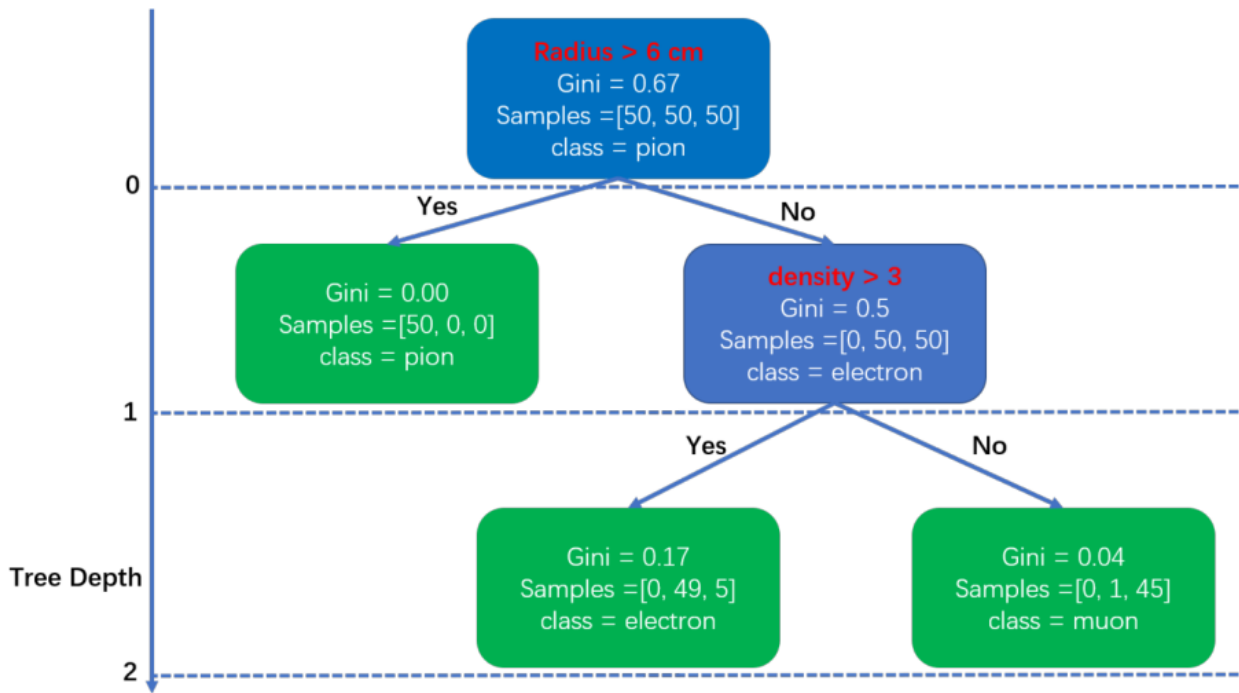 Radius > 6 cm
Gini = 0.67
Samples =[50, 50, 50]
class = pion
0
Yes
No
Gini = 0.00
Samples =[50, 0, 0]
class = pion
density > 3
Gini = 0.5
Samples =[0, 50, 50]
class = electron
1
Yes
No
Gini = 0.17
Samples =[0, 49, 5]
class = electron
Gini = 0.04
Samples =[0, 1, 45]
class = muon
Tree Depth
2